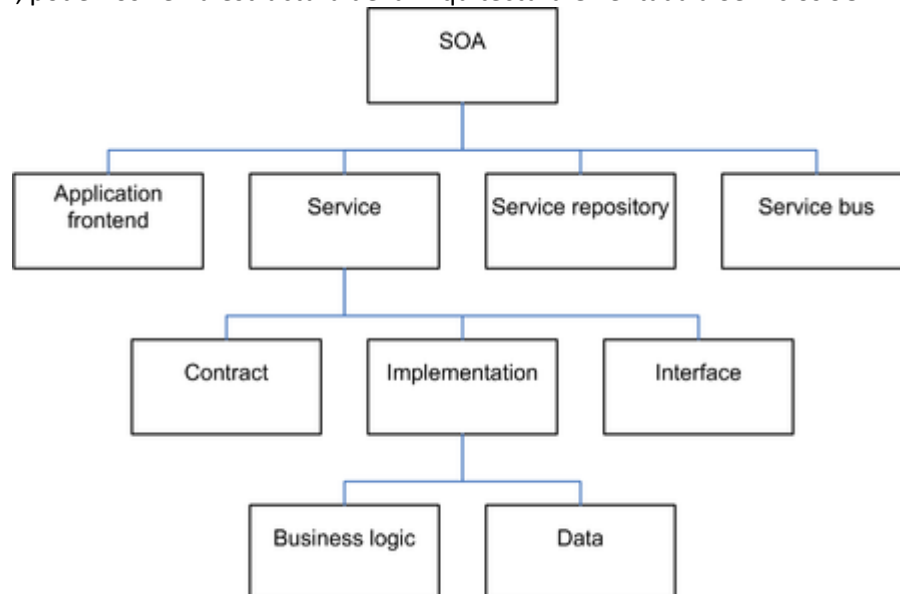 SOA
Application
frontend
Service
Service repository
Service bus
Contract
Implementation
Interface
Business logic
Data